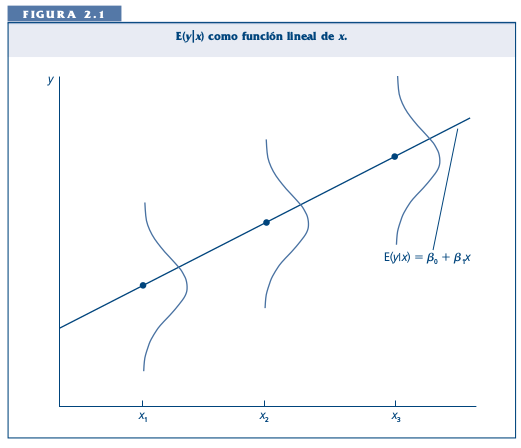 FIGURA 2.1
E(y|x) como función lineal de x.
y
E(y|x) = β₀ + β₁x
x₁ x₂ x₃